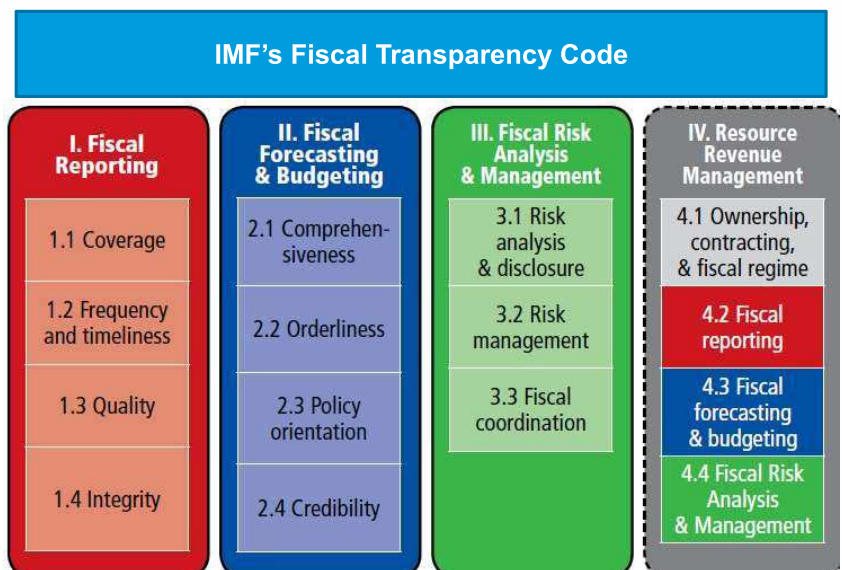 IMF's Fiscal Transparency Code
I. Fiscal
Reporting
1.1 Coverage
1.2 Frequency
and timeliness
1.3 Quality
1.4 Integrity
II. Fiscal
Forecasting
& Budgeting
2.1 Comprehen-
siveness
2.2 Orderliness
2.3 Policy
orientation
2.4 Credibility
III. Fiscal Risk
Analysis
& Management
3.1 Risk
analysis
& disclosure
3.2 Risk
management
3.3 Fiscal
coordination
IV. Resource
Revenue
Management
4.1 Ownership,
contracting,
& fiscal regime
4.2 Fiscal
reporting
4.3 Fiscal
forecasting
& budgeting
4.4 Fiscal Risk
Analysis
& Management